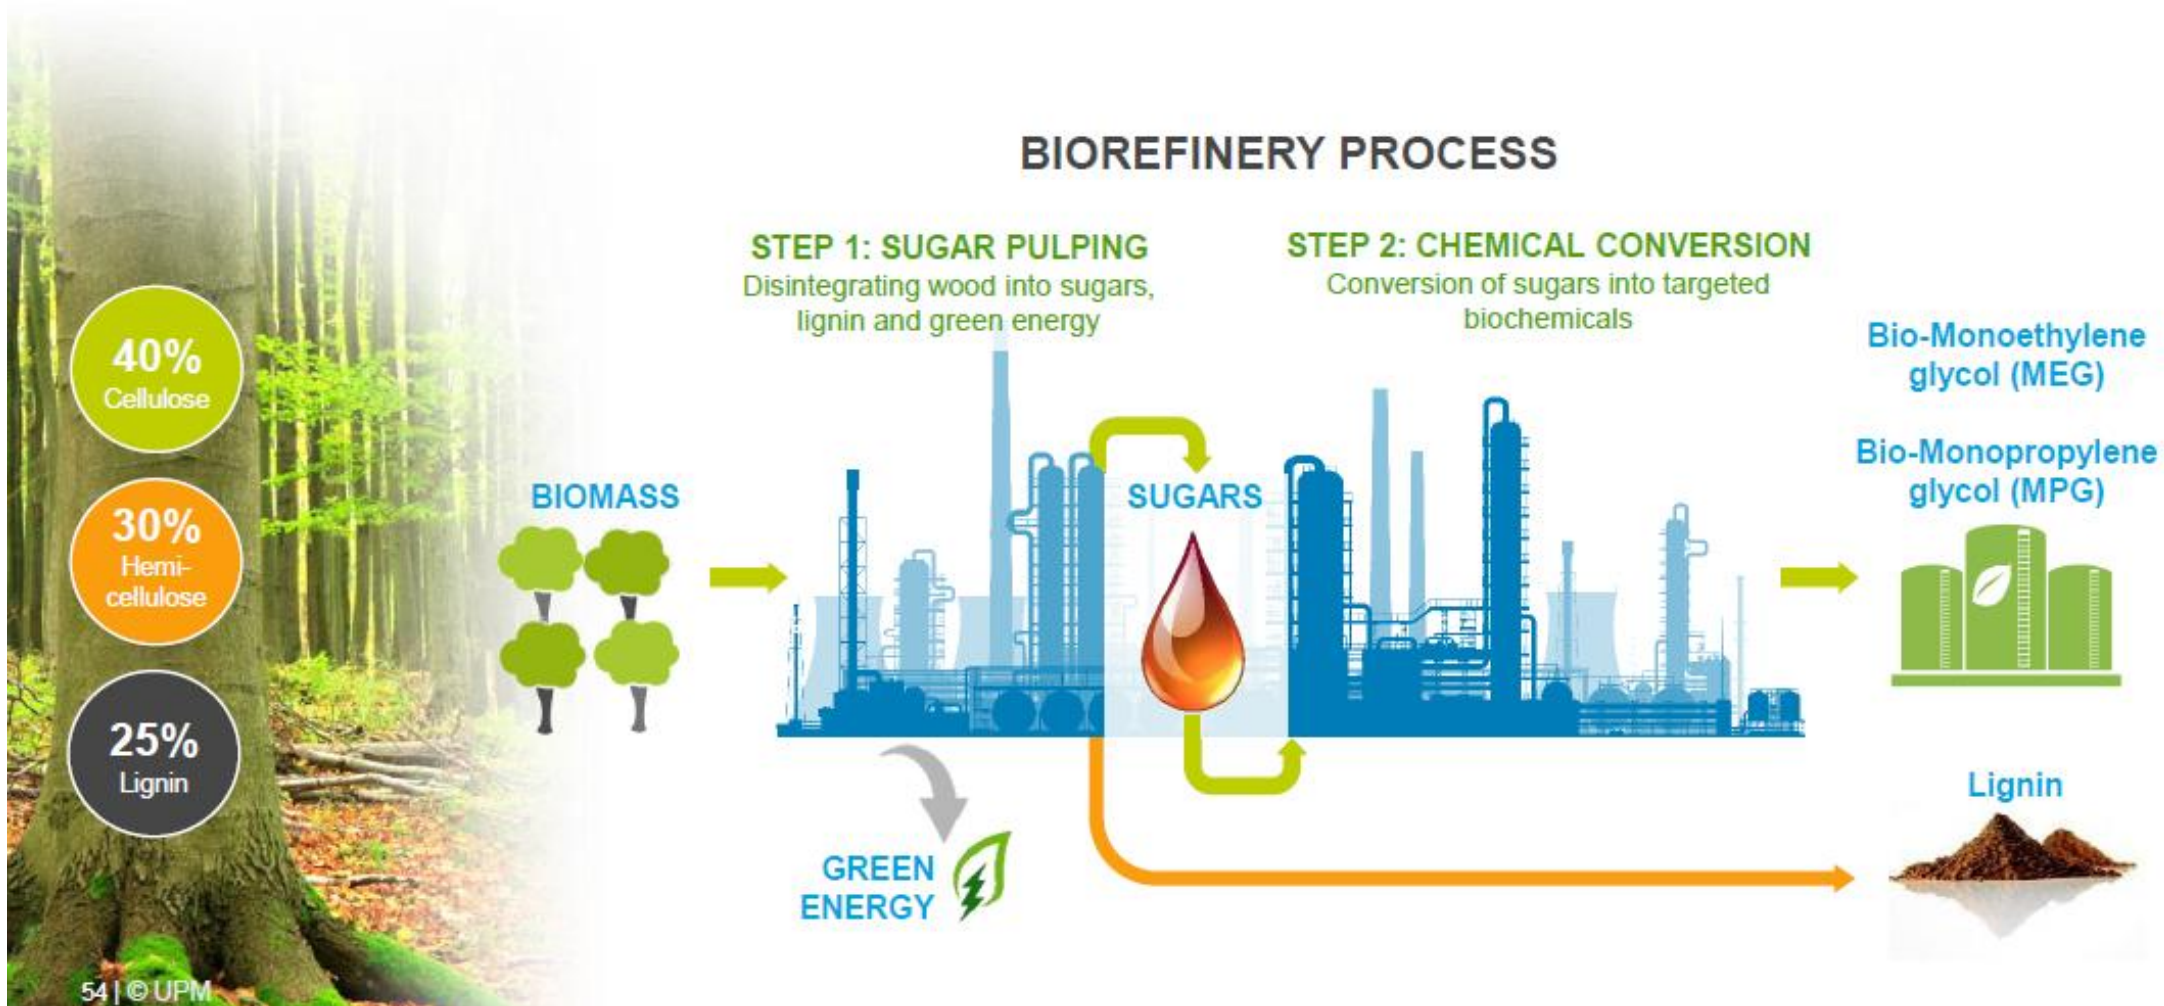 BIOREFINERY PROCESS
STEP 1: SUGAR PULPING
Disintegrating wood into sugars,
lignin and green energy
STEP 2: CHEMICAL CONVERSION
Conversion of sugars into targeted
biochemicals
40%
Cellulose
30%
Hemi-
cellulose
25%
Lignin
BIOMASS
SUGARS
GREEN
ENERGY
Bio-Monoethylene
glycol (MEG)
Bio-Monopropylene
glycol (MPG)
Lignin
54 | © UPM